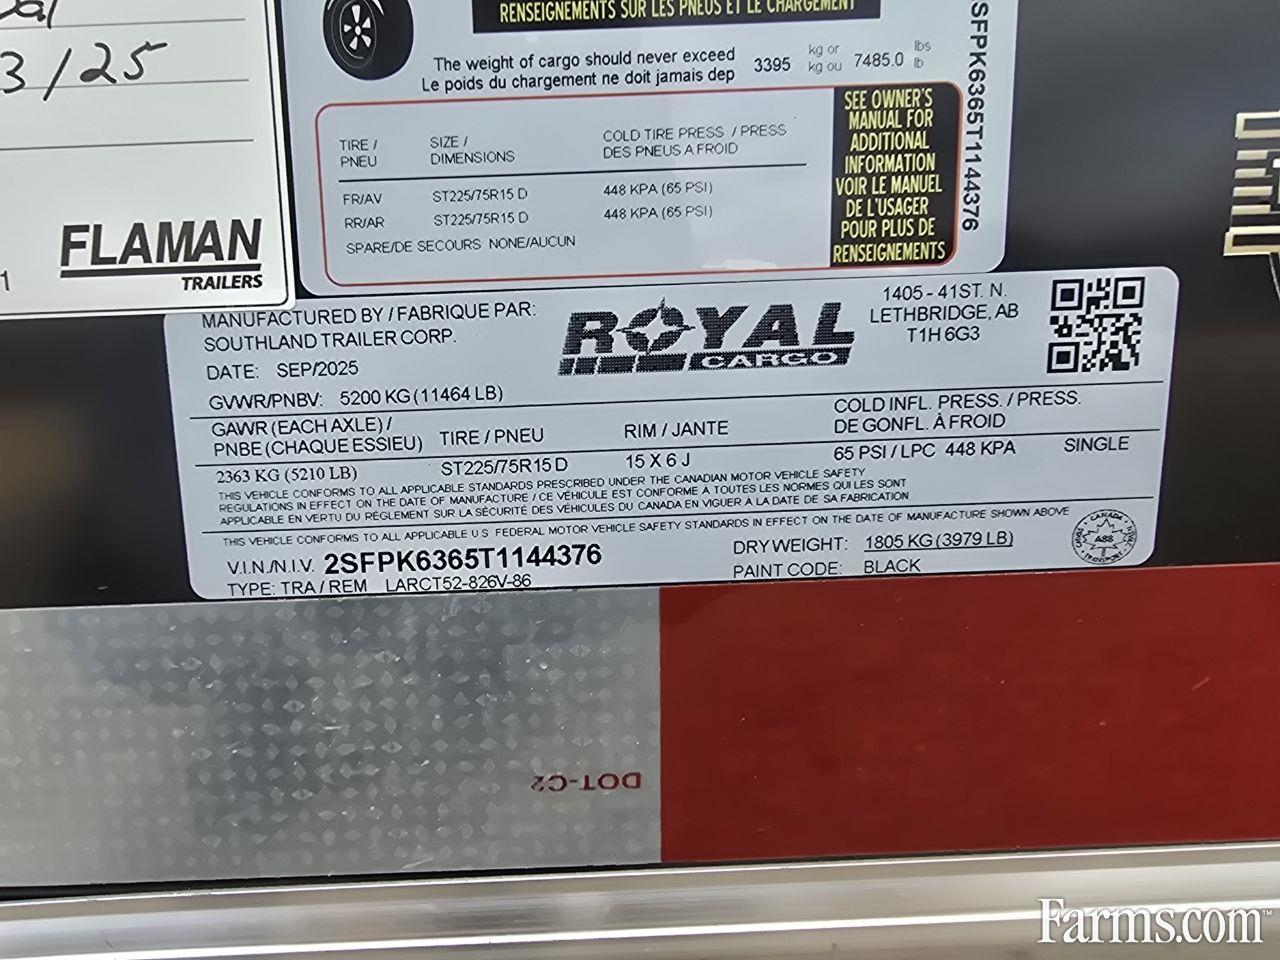 3/25
FLAMAN
TRAILERS
1
RENSEIGNEMENTS SUR LES PNEUS ET LE CHARGEMENT
The weight of cargo should never exceed
Le poids du chargement ne doit jamais dep
3395
kg or
kg ou
7485.0
lbs
lb
TIRE /
PNEU
SIZE /
DIMENSIONS
COLD TIRE PRESS / PRESS
DES PNEUS A FROID
FR/AV ST225/75R15 D 448 KPA (65 PSI)
RR/AR ST225/75R15 D 448 KPA (65 PSI)
SPARE/DE SECOURS NONE/AUCUN
SEE OWNER'S
MANUAL FOR
ADDITIONAL
INFORMATION
VOIR LE MANUEL
DE L'USAGER
POUR PLUS DE
RENSEIGNEMENTS
SFPK6365T1144376
MANUFACTURED BY / FABRIQUE PAR:
SOUTHLAND TRAILER CORP.
DATE: SEP/2025
ROYAL
CARGO
1405 - 41ST. N.
LETHBRIDGE, AB
T1H 6G3
GVWR/PNBV: 5200 KG (11464 LB)
GAWR (EACH AXLE) /
PNBE (CHAQUE ESSIEU)
TIRE / PNEU
RIM / JANTE
COLD INFL. PRESS. / PRESS.
DE GONFL. À FROID
2363 KG (5210 LB) ST225/75R15 D 15 X 6 J 65 PSI / LPC 448 KPA SINGLE
THIS VEHICLE CONFORMS TO ALL APPLICABLE STANDARDS PRESCRIBED UNDER THE CANADIAN MOTOR VEHICLE SAFETY
REGULATIONS IN EFFECT ON THE DATE OF MANUFACTURE / CE VÉHICULE EST CONFORME À TOUTES LES NORMES QUI LES SONT
APPLICABLE EN VERTU DU RÉGLEMENT SUR LA SÉCURITÉ DES VÉHICULES DU CANADA EN VIGUER À LA DATE DE SA FABRICATION
THIS VEHICLE CONFORMS TO ALL APPLICABLE U S FEDERAL MOTOR VEHICLE SAFETY STANDARDS IN EFFECT ON THE DATE OF MANUFACTURE SHOWN ABOVE
V.I.N./N.I.V. 2SFPK6365T1144376
DRY WEIGHT: 1805 KG (3979 LB)
TYPE: TRA / REM LARCT52-826V-86
PAINT CODE: BLACK
CANADA
A88
TRANSPORT
DOT-C2
Farms.com™